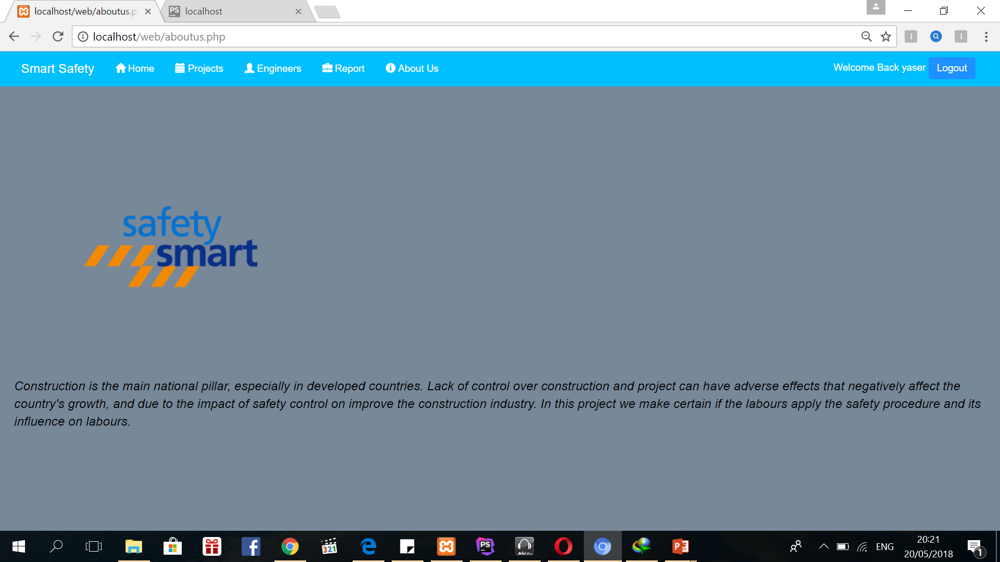 localhost/web/aboutus.p
PS localhost
localhost/web/aboutus.php
Smart Safety Home Projects Engineers Report About Us Welcome Back yaser Logout
safety
smart
Construction is the main national pillar, especially in developed countries. Lack of control over construction and project can have adverse effects that negatively affect the
country's growth, and due to the impact of safety control on improve the construction industry. In this project we make certain if the labours apply the safety procedure and its
influence on labours.
321
PS
ENG
20:21
20/05/2018
1